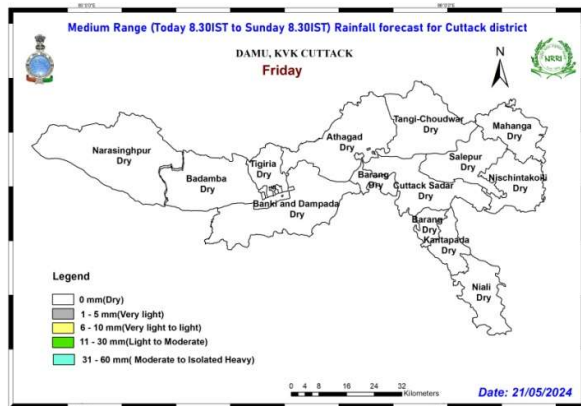 Medium Range (Today 8.30IST to Sunday 8.30IST) Rainfall forecast for Cuttack district
DAMU, KVK CUTTACK
Friday
N
NRRI
Tangi-Choudwar
Dry
Mahanga
Dry
Athagad
Dry
Narasinghpur
Dry
Tigiria
Dry
Salepur
Dry
Badamba
Dry
Barang
Dry
Cuttack Sadar
Dry
Nischintakoili
Dry
Banki and Dampada
Dry
Barang
Dry
Kantapada
Dry
Niali
Dry
Legend
0 mm(Dry)
1 - 5 mm(Very light)
6 - 10 mm(Very light to light)
11 - 30 mm(Light to Moderate)
31 - 60 mm( Moderate to Isolated Heavy)
0 4 8 16 24 32
Kilometers
Date: 21/05/2024